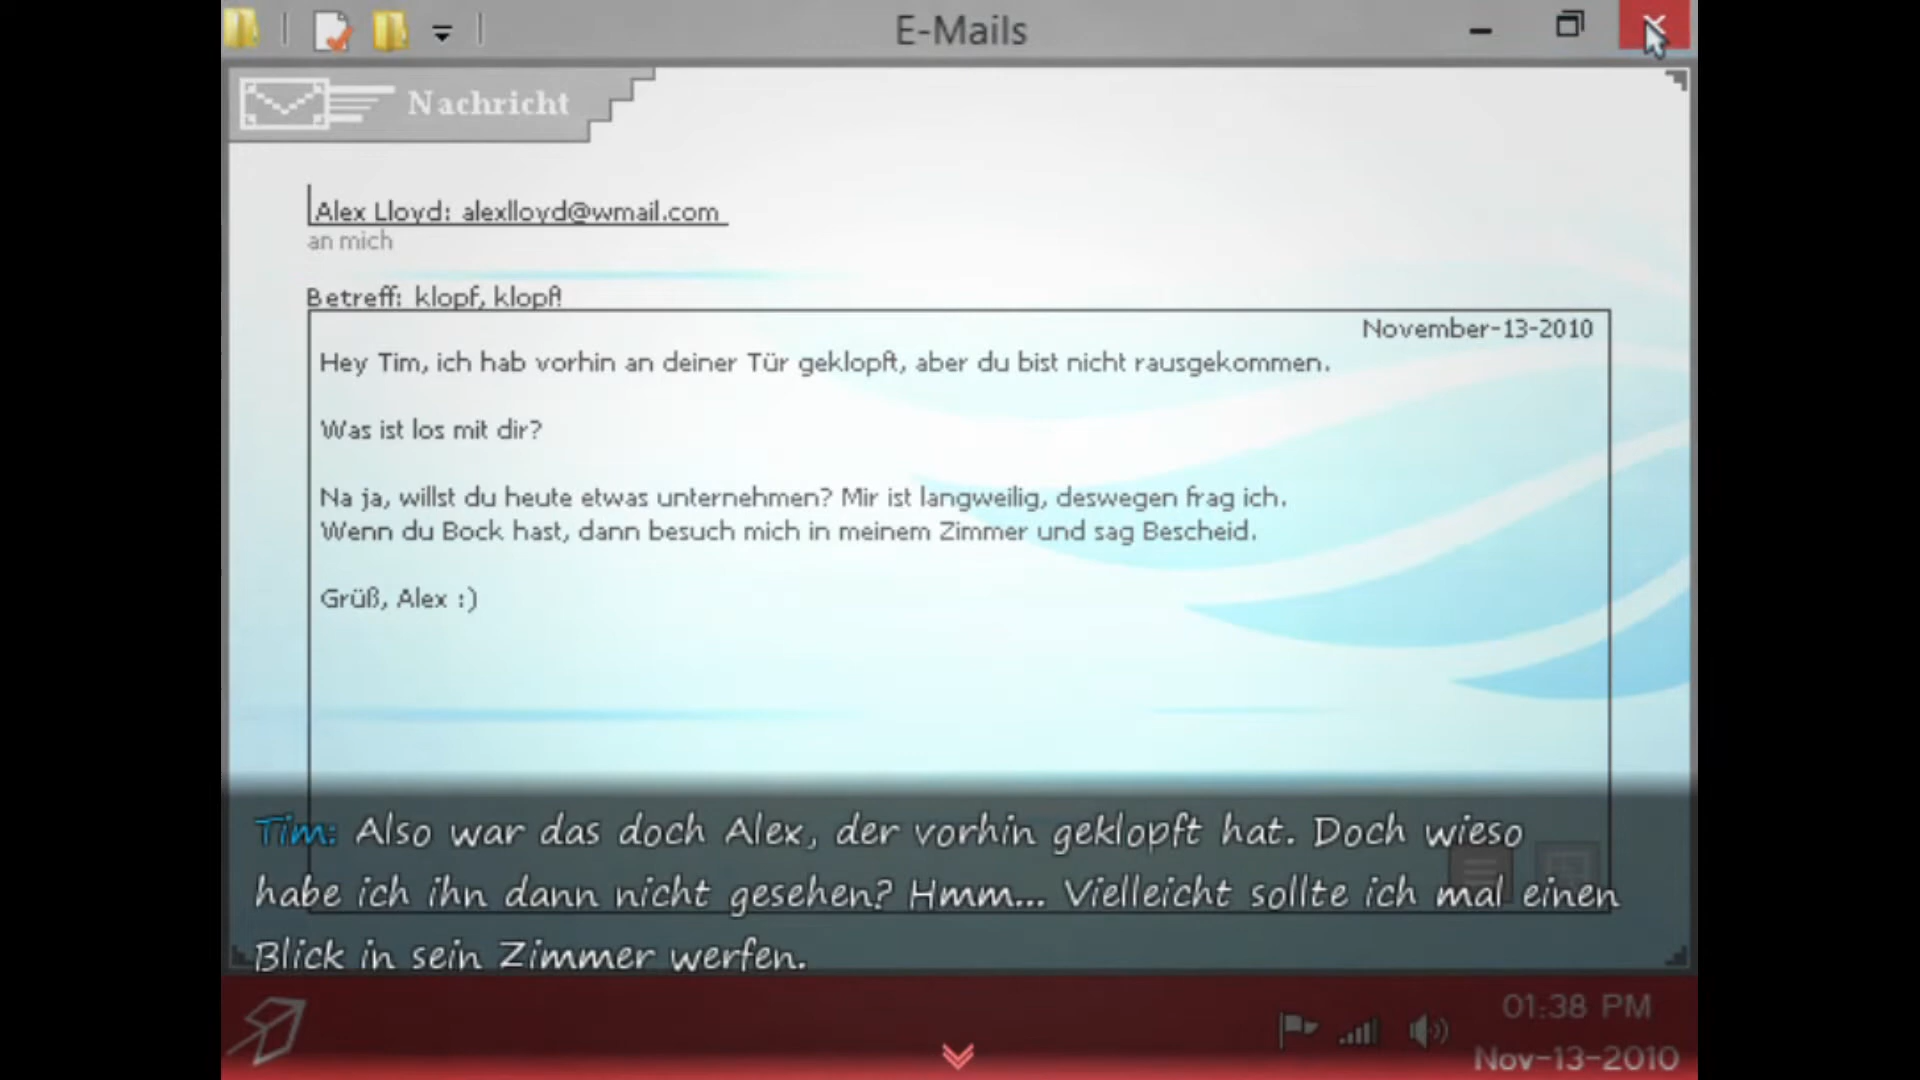 E-Mails
Nachricht
Alex Lloyd: alexlloyd@wmail.com
an mich
Betreff: klopf, klopf!
November-13-2010
Hey Tim, ich hab vorhin an deiner Tür geklopft, aber du bist nicht rausgekommen.
Was ist los mit dir?
Na ja, willst du heute etwas unternehmen? Mir ist langweilig, deswegen frag ich.
Wenn du Bock hast, dann besuch mich in meinem Zimmer und sag Bescheid.
Grüß, Alex :)
Tim: Also war das doch Alex, der vorhin geklopft hat. Doch wieso
habe ich ihn dann nicht gesehen? Hmm... Vielleicht sollte ich mal einen
Blick in sein Zimmer werfen.
01:38 PM
Nov-13-2010